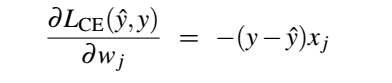 ∂L_CE(ŷ,y)/∂w_j = −(y−ŷ)x_j